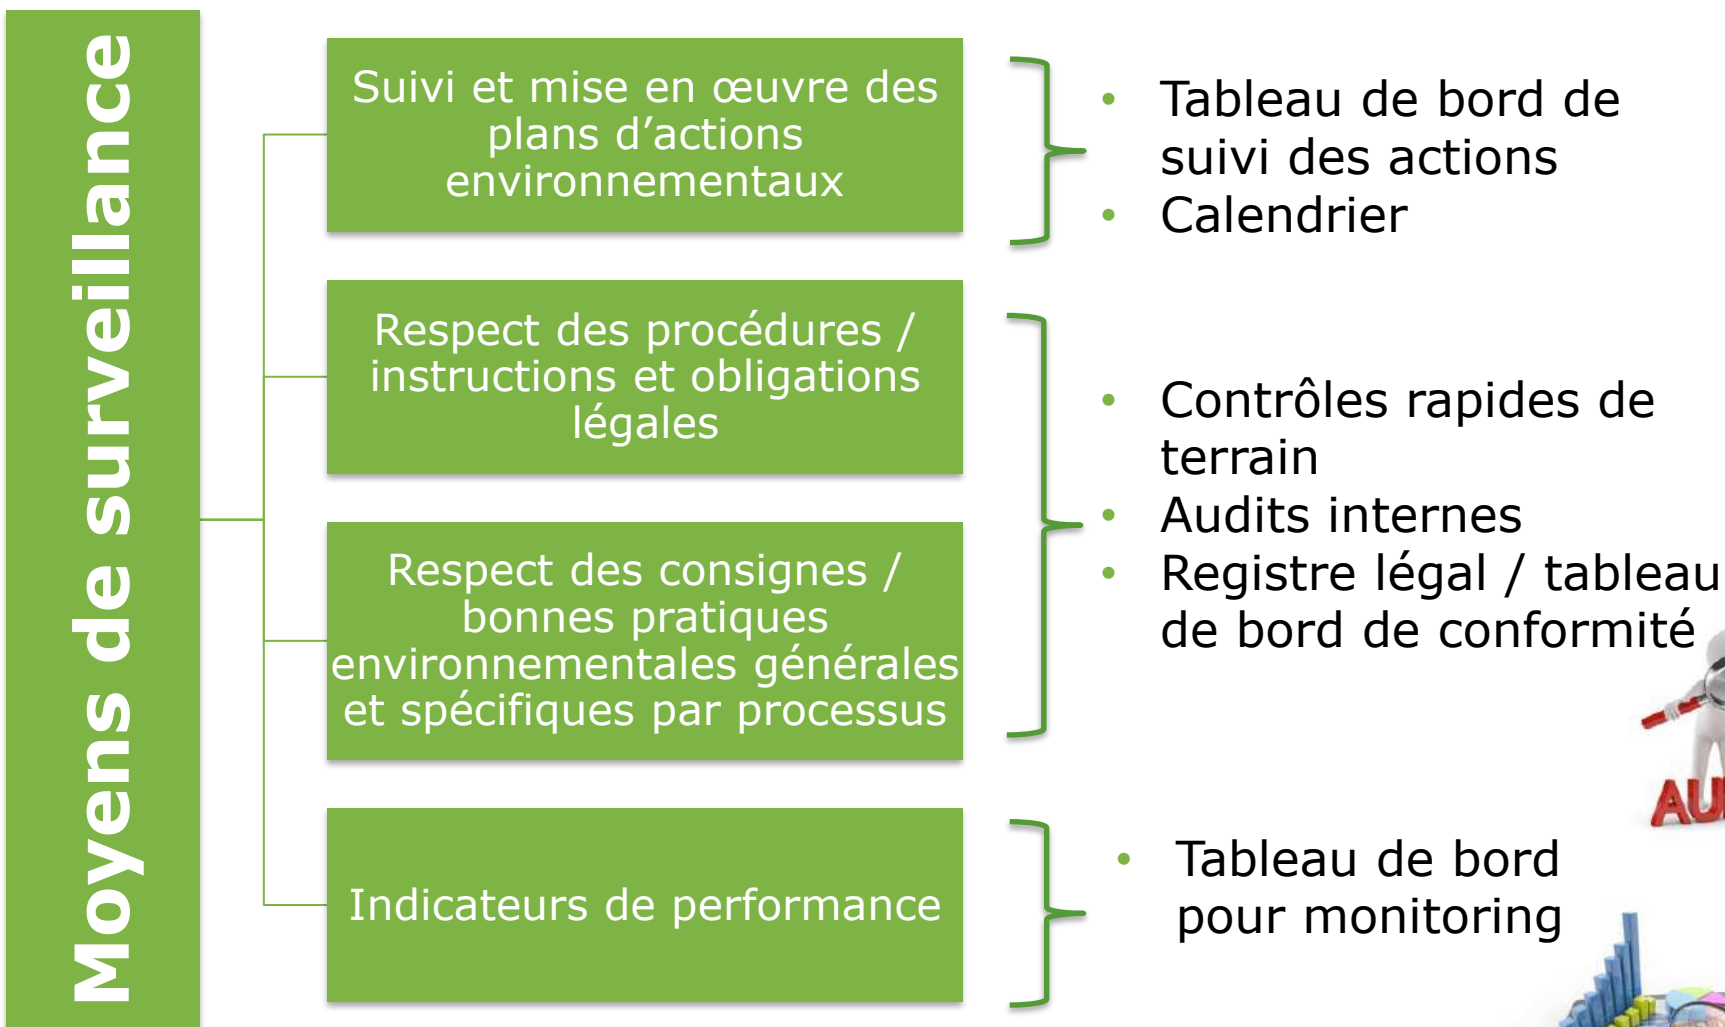 Moyens de surveillance
Suivi et mise en œuvre des
plans d’actions
environnementaux
• Tableau de bord de
suivi des actions
• Calendrier
Respect des procédures /
instructions et obligations
légales
Respect des consignes /
bonnes pratiques
environnementales générales
et spécifiques par processus
• Contrôles rapides de
terrain
• Audits internes
• Registre légal / tableau
de bord de conformité
Indicateurs de performance
• Tableau de bord
pour monitoring